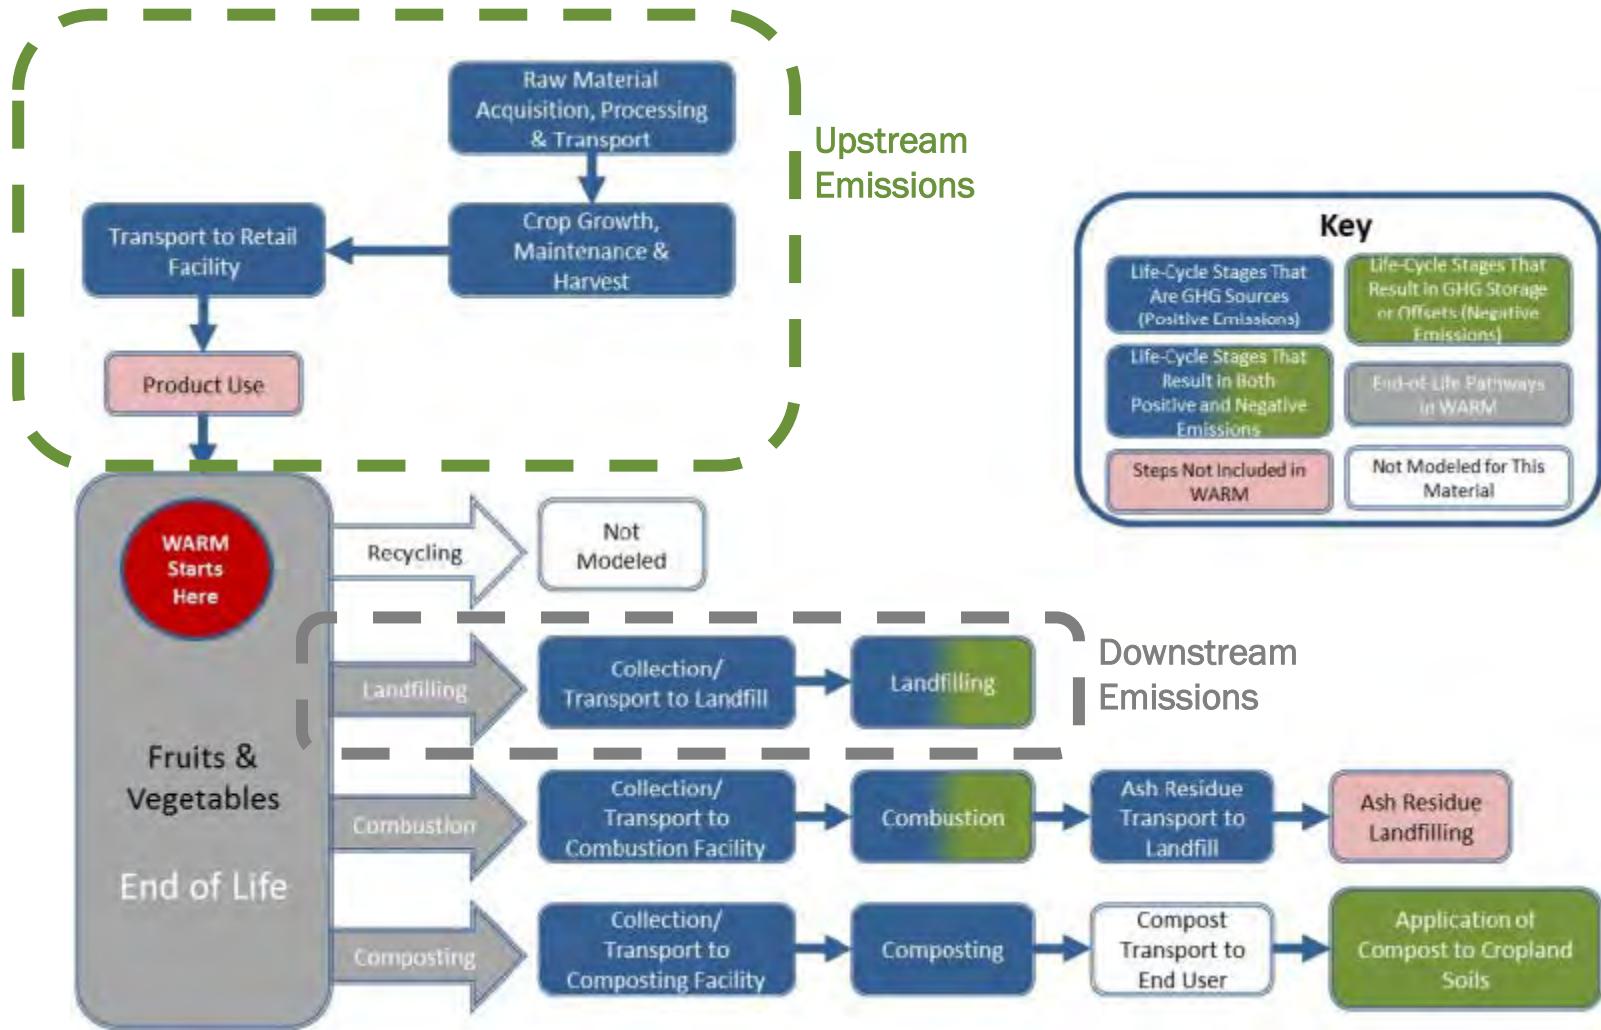 Raw Material
Acquisition, Processing
& Transport
Upstream
Emissions
Transport to Retail
Facility
Crop Growth,
Maintenance &
Harvest
Product Use
Key
Life-Cycle Stages That
Are GHG Sources
(Positive Emissions)
Life-Cycle Stages That
Result in GHG Storage
or Offsets (Negative
Emissions)
Life-Cycle Stages That
Result in Both
Positive and Negative
Emissions
End-of-Life Pathways
in WARM
Steps Not Included in
WARM
Not Modeled for This
Material
WARM
Starts
Here
Fruits &
Vegetables
End of Life
Recycling
Not
Modeled
Landfilling
Collection/
Transport to Landfill
Landfilling
Downstream
Emissions
Combustion
Collection/
Transport to
Combustion Facility
Combustion
Ash Residue
Transport to
Landfill
Ash Residue
Landfilling
Composting
Collection/
Transport to
Composting Facility
Composting
Compost
Transport to
End User
Application of
Compost to Cropland
Soils